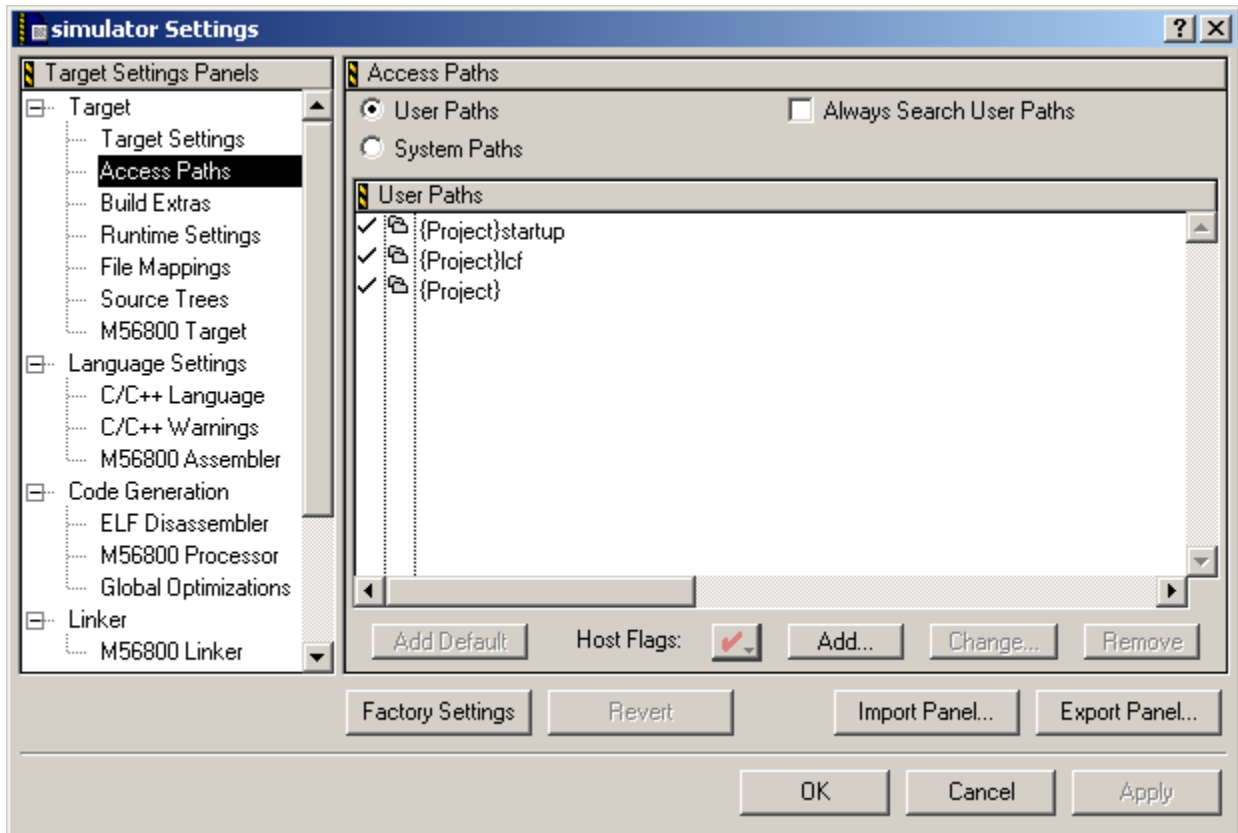 simulator Settings
Target Settings Panels
Target
Target Settings
Access Paths
Build Extras
Runtime Settings
File Mappings
Source Trees
M56800 Target
Language Settings
C/C++ Language
C/C++ Warnings
M56800 Assembler
Code Generation
ELF Disassembler
M56800 Processor
Global Optimizations
Linker
M56800 Linker
Access Paths
User Paths
Always Search User Paths
System Paths
User Paths
{Project}startup
{Project}lcf
{Project}
Add Default
Host Flags:
Add...
Change...
Remove
Factory Settings
Revert
Import Panel...
Export Panel...
OK
Cancel
Apply